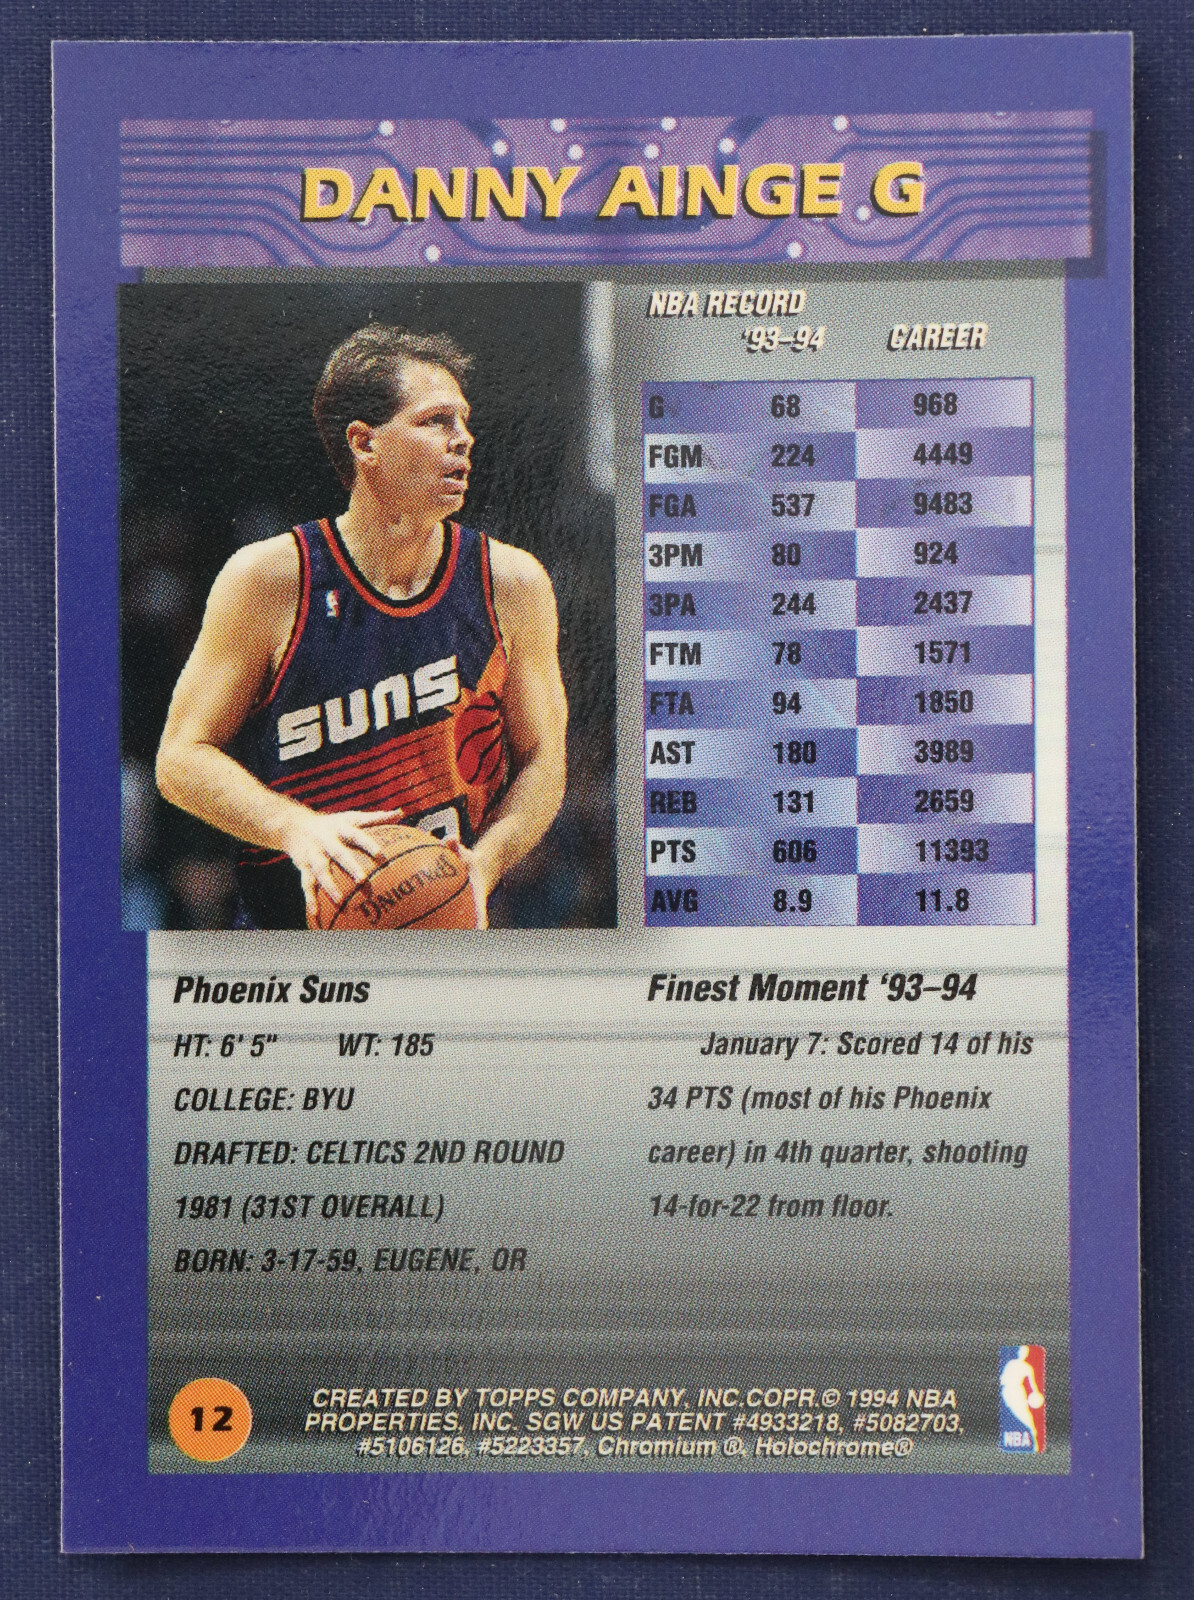 DANNY AINGE G
NBA RECORD
'93–94 CAREER
G 68 968
FGM 224 4449
FGA 537 9483
3PM 80 924
3PA 244 2437
FTM 78 1571
FTA 94 1850
AST 180 3989
REB 131 2659
PTS 606 11393
AVG 8.9 11.8
SUNS
SPALDING
Phoenix Suns
HT: 6' 5" WT: 185
COLLEGE: BYU
DRAFTED: CELTICS 2ND ROUND
1981 (31ST OVERALL)
BORN: 3-17-59, EUGENE, OR
Finest Moment '93–94
January 7: Scored 14 of his
34 PTS (most of his Phoenix
career) in 4th quarter, shooting
14-for-22 from floor.
12
CREATED BY TOPPS COMPANY, INC.COPR.© 1994 NBA
PROPERTIES, INC. SGW US PATENT #4933218, #5082703,
#5106126, #5223357, Chromium ®, Holochrome®
NBA